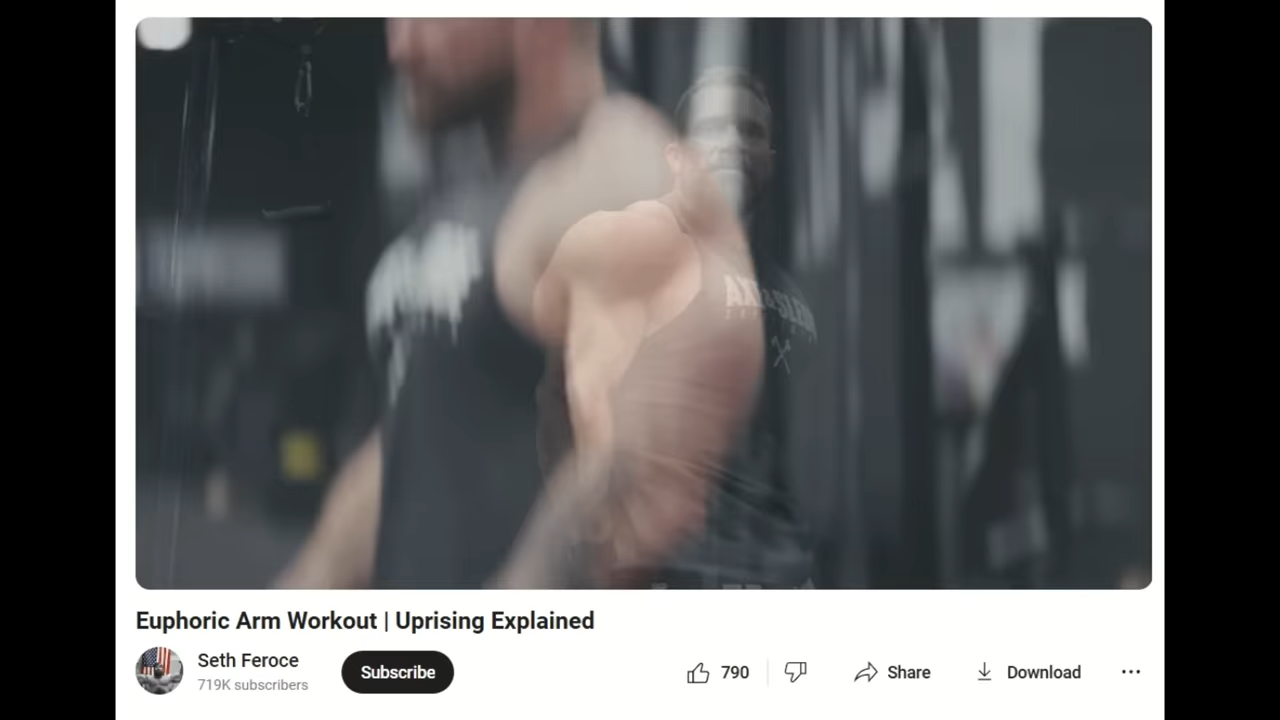 Euphoric Arm Workout | Uprising Explained
Seth Feroce
719K subscribers
Subscribe
790
Share
Download